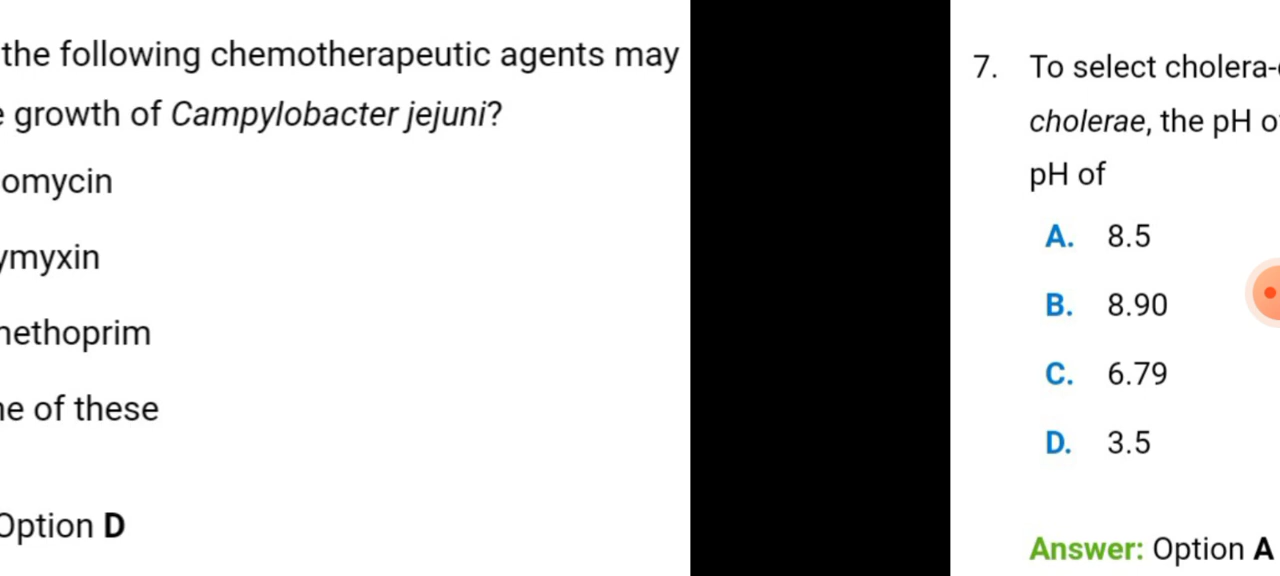 the following chemotherapeutic agents may
growth of Campylobacter jejuni?
omycin
ymyxin
nethoprim
e of these
Option D
7. To select cholera-
cholerae, the pH o
pH of
A. 8.5
B. 8.90
C. 6.79
D. 3.5
Answer: Option A